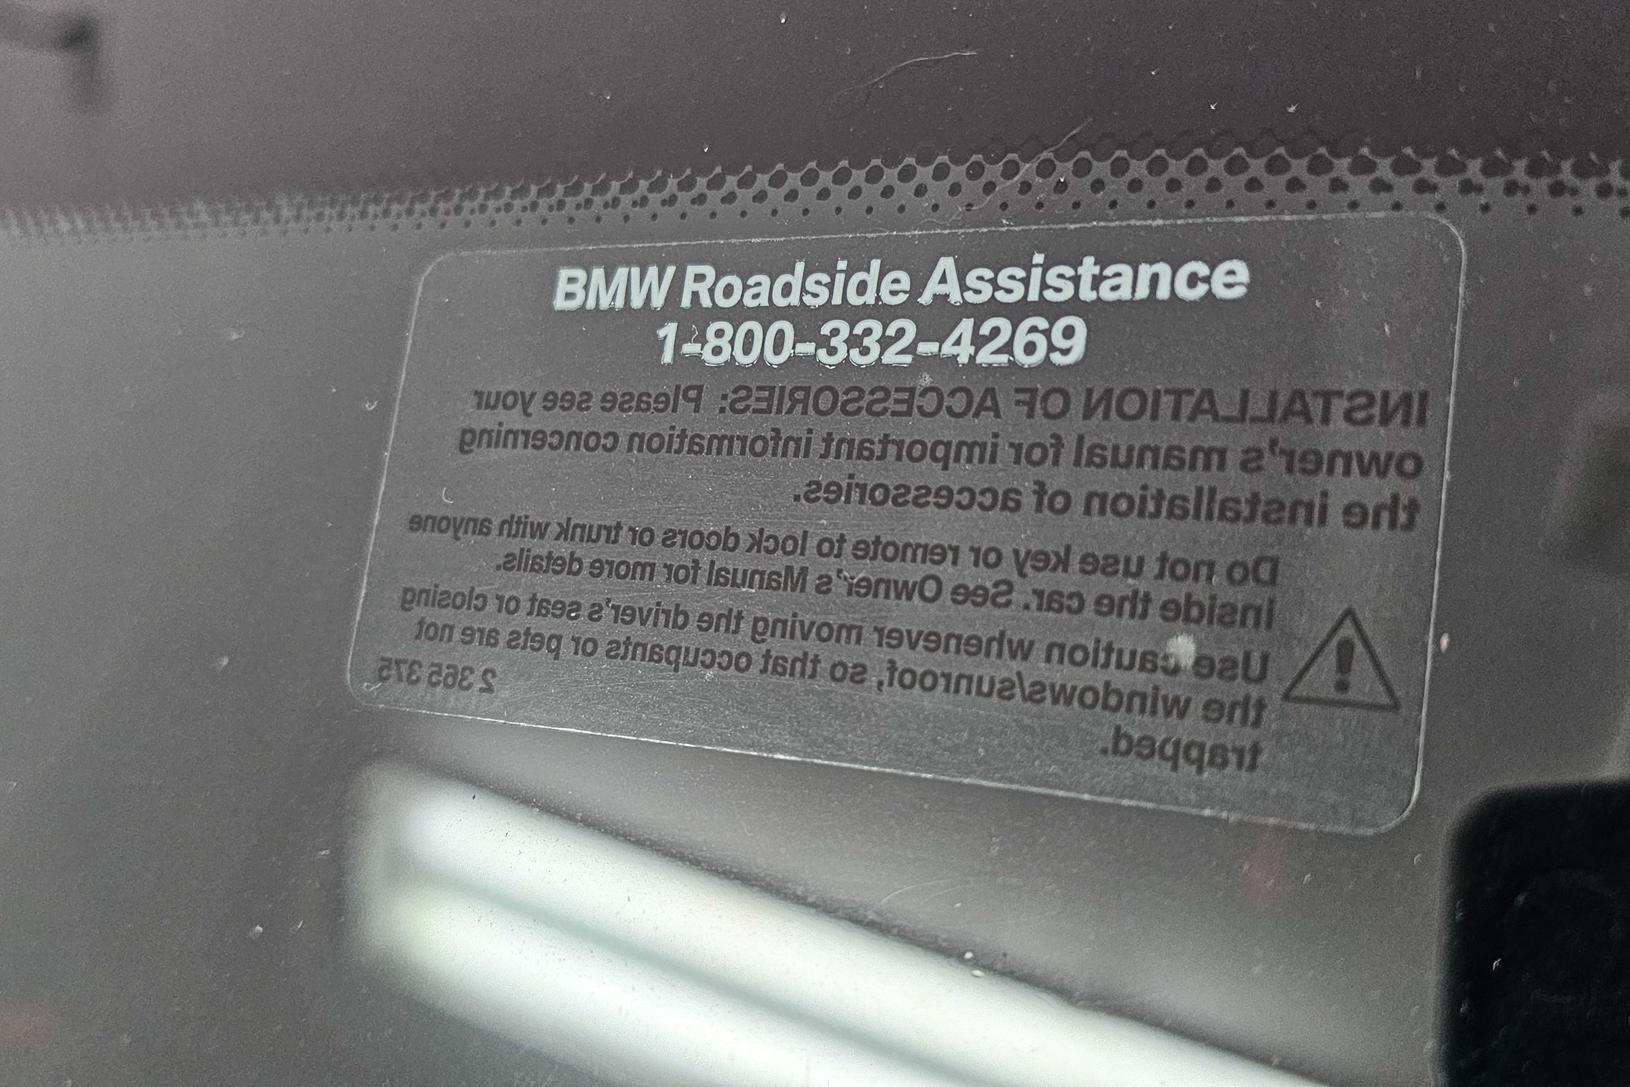 BMW Roadside Assistance
1-800-332-4269
INSTALLATION OF ACCESSORIES: Please see your
owner's manual for important information concerning
the installation of accessories.
Do not use key or remote to lock doors or trunk with anyone
inside the car. See Owner's Manual for more details.
Use caution whenever moving the driver's seat or closing
the windows/sunroof, so that occupants or pets are not
trapped.
2 365 375